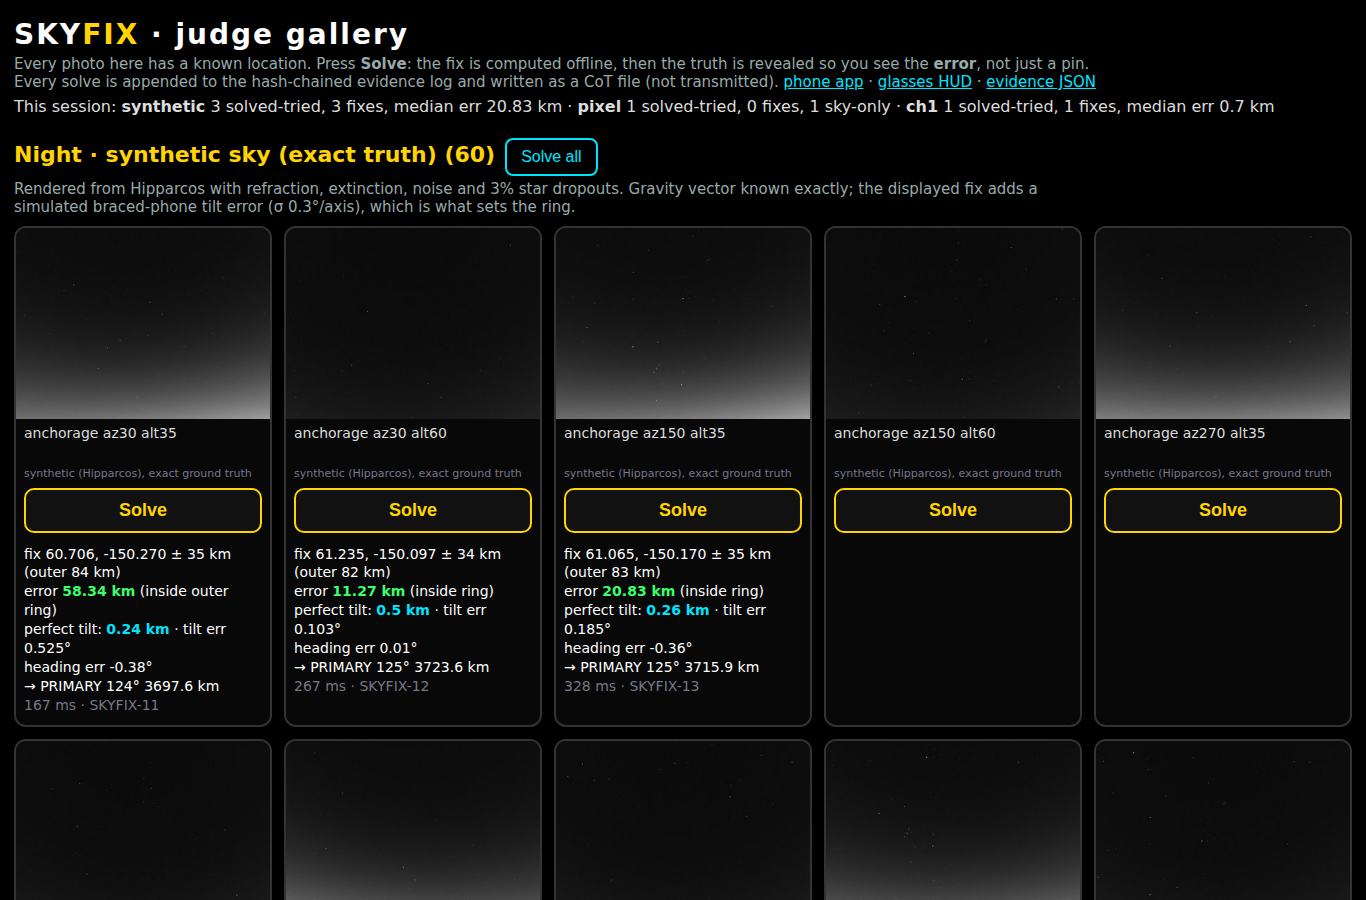 SKYFIX · judge gallery
Every photo here has a known location. Press Solve: the fix is computed offline, then the truth is revealed so you see the error, not just a pin.
Every solve is appended to the hash-chained evidence log and written as a CoT file (not transmitted). phone app · glasses HUD · evidence JSON
This session: synthetic 3 solved-tried, 3 fixes, median err 20.83 km · pixel 1 solved-tried, 0 fixes, 1 sky-only · ch1 1 solved-tried, 1 fixes, median err 0.7 km
Night · synthetic sky (exact truth) (60) Solve all
Rendered from Hipparcos with refraction, extinction, noise and 3% star dropouts. Gravity vector known exactly; the displayed fix adds a
simulated braced-phone tilt error (σ 0.3°/axis), which is what sets the ring.
anchorage az30 alt35
synthetic (Hipparcos), exact ground truth
Solve
fix 60.706, -150.270 ± 35 km
(outer 84 km)
error 58.34 km (inside outer
ring)
perfect tilt: 0.24 km · tilt err
0.525°
heading err -0.38°
→ PRIMARY 124° 3697.6 km
167 ms · SKYFIX-11
anchorage az30 alt60
synthetic (Hipparcos), exact ground truth
Solve
fix 61.235, -150.097 ± 34 km
(outer 82 km)
error 11.27 km (inside ring)
perfect tilt: 0.5 km · tilt err
0.103°
heading err 0.01°
→ PRIMARY 125° 3723.6 km
267 ms · SKYFIX-12
anchorage az150 alt35
synthetic (Hipparcos), exact ground truth
Solve
fix 61.065, -150.170 ± 35 km
(outer 83 km)
error 20.83 km (inside ring)
perfect tilt: 0.26 km · tilt err
0.185°
heading err -0.36°
→ PRIMARY 125° 3715.9 km
328 ms · SKYFIX-13
anchorage az150 alt60
synthetic (Hipparcos), exact ground truth
Solve
anchorage az270 alt35
synthetic (Hipparcos), exact ground truth
Solve